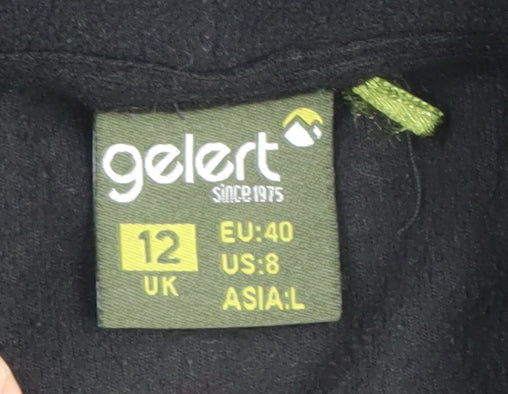 gelert
since 1975
12
UK
EU:40
US:8
ASIA:L